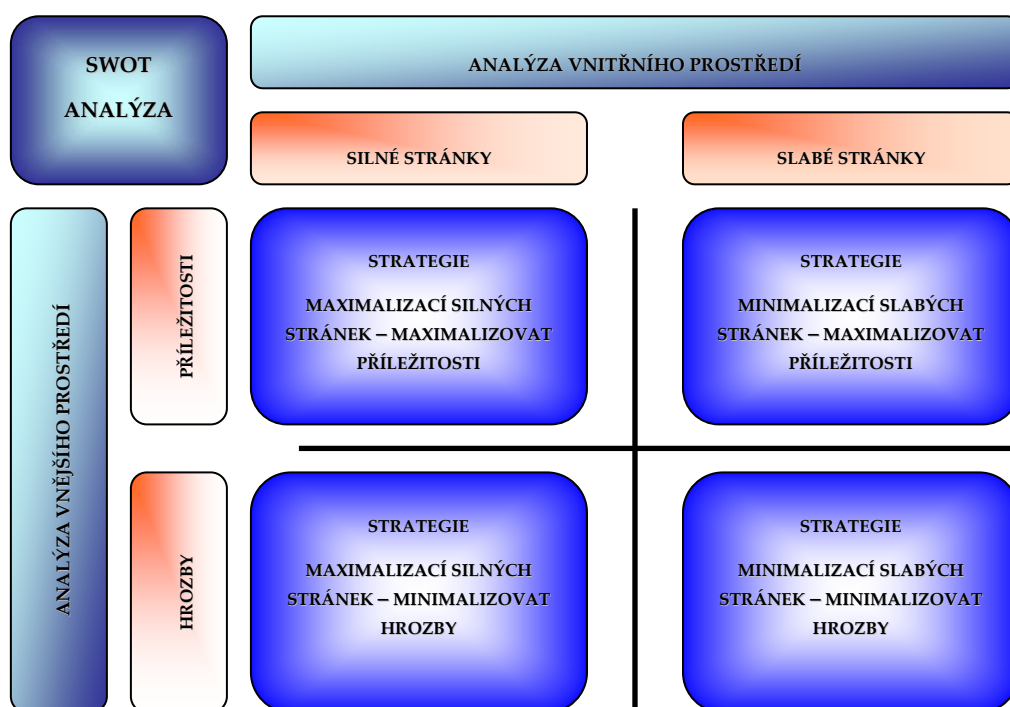 SWOT
ANALÝZA
ANALÝZA VNITŘNÍHO PROSTŘEDÍ
SILNÉ STRÁNKY
SLABÉ STRÁNKY
ANALÝZA VNĚJŠÍHO PROSTŘEDÍ
PŘÍLEŽITOSTI
STRATEGIE
MAXIMALIZACÍ SILNÝCH
STRÁNEK – MAXIMALIZOVAT
PŘÍLEŽITOSTI
STRATEGIE
MINIMALIZACÍ SLABÝCH
STRÁNEK – MAXIMALIZOVAT
PŘÍLEŽITOSTI
HROZBY
STRATEGIE
MAXIMALIZACÍ SILNÝCH
STRÁNEK – MINIMALIZOVAT
HROZBY
STRATEGIE
MINIMALIZACÍ SLABÝCH
STRÁNEK – MINIMALIZOVAT
HROZBY